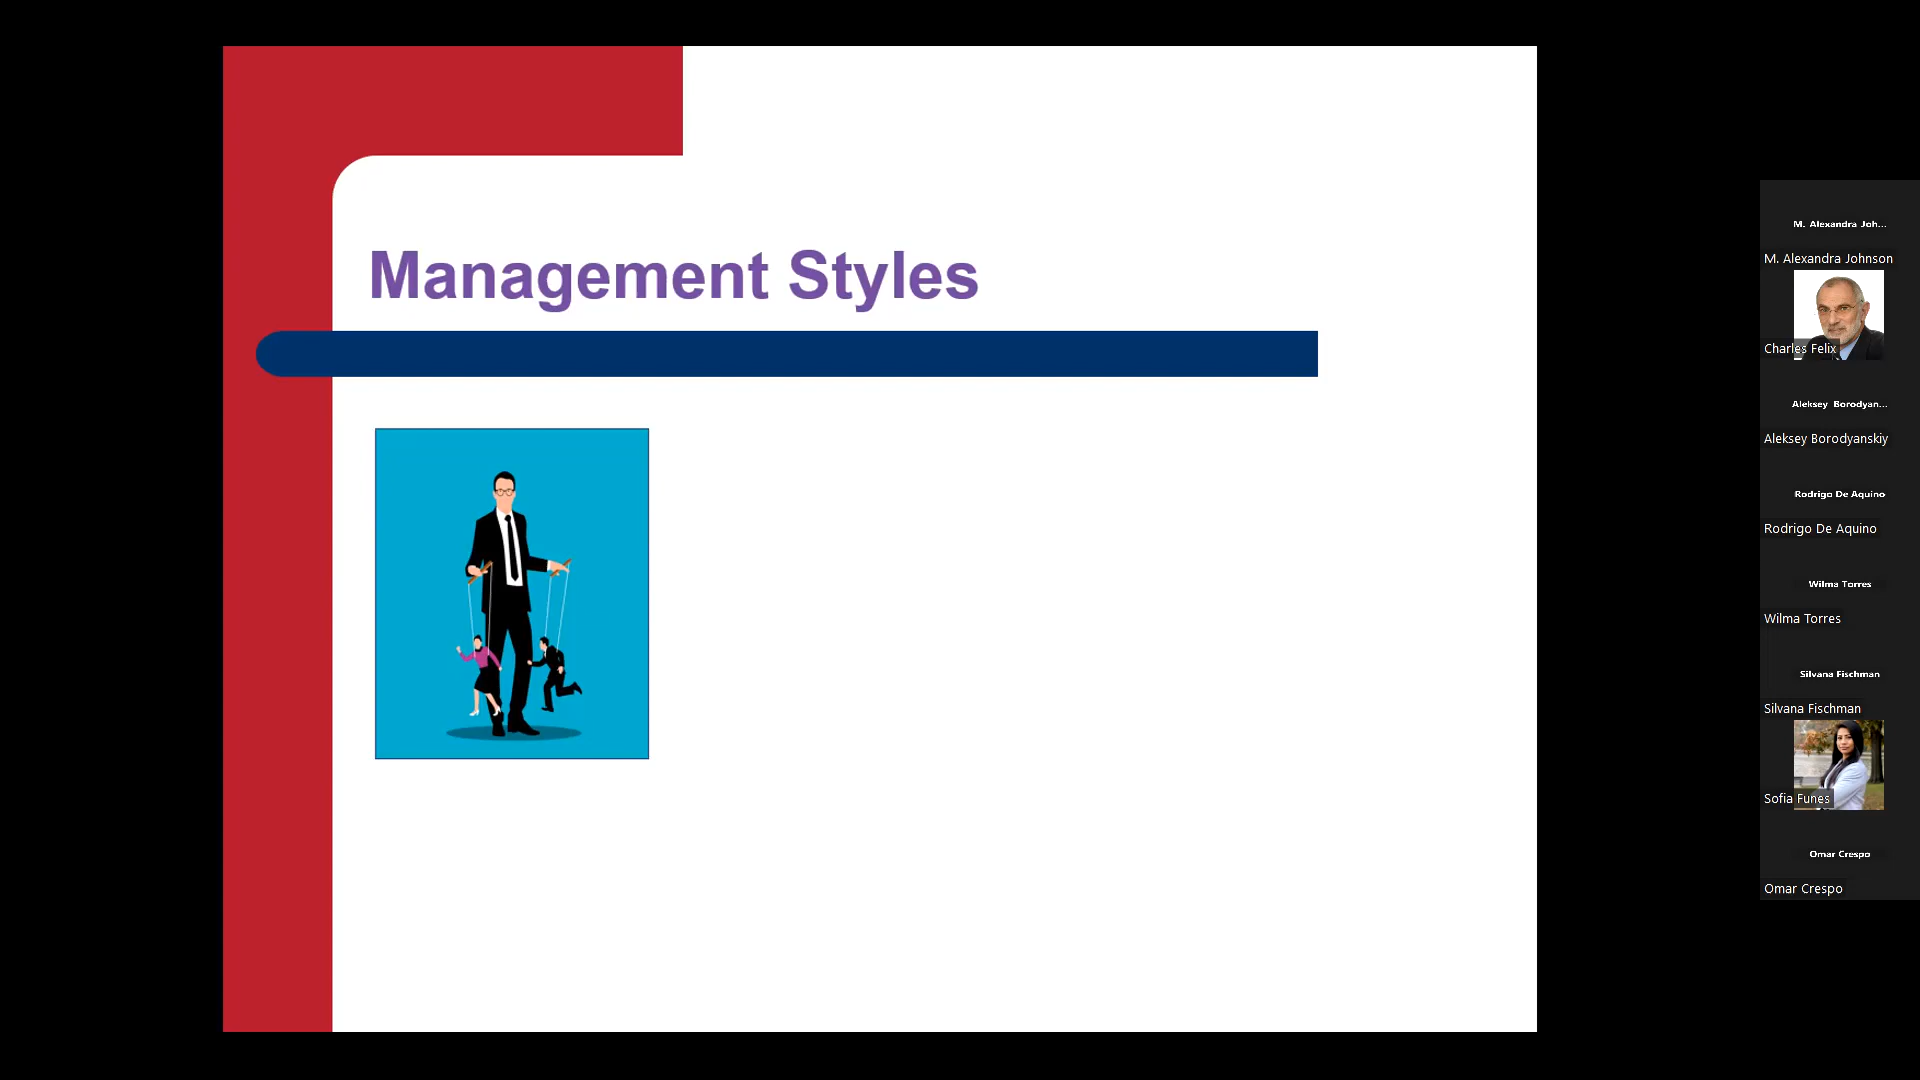 Management Styles
M. Alexandra Joh...
M. Alexandra Johnson
Charles Felix
Aleksey Borodyan...
Aleksey Borodyanskiy
Rodrigo De Aquino
Rodrigo De Aquino
Wilma Torres
Wilma Torres
Silvana Fischman
Silvana Fischman
Sofia Funes
Omar Crespo
Omar Crespo